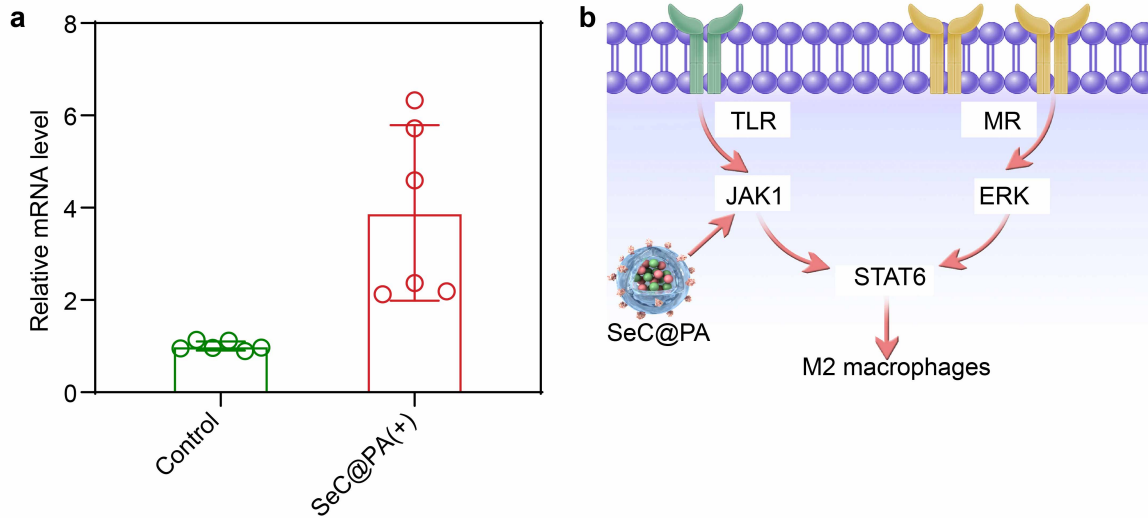 a
8
6
4
2
0
Relative mRNA level
Control
SeC@PA(+)
b
TLR
MR
JAK1
ERK
STAT6
SeC@PA
M2 macrophages